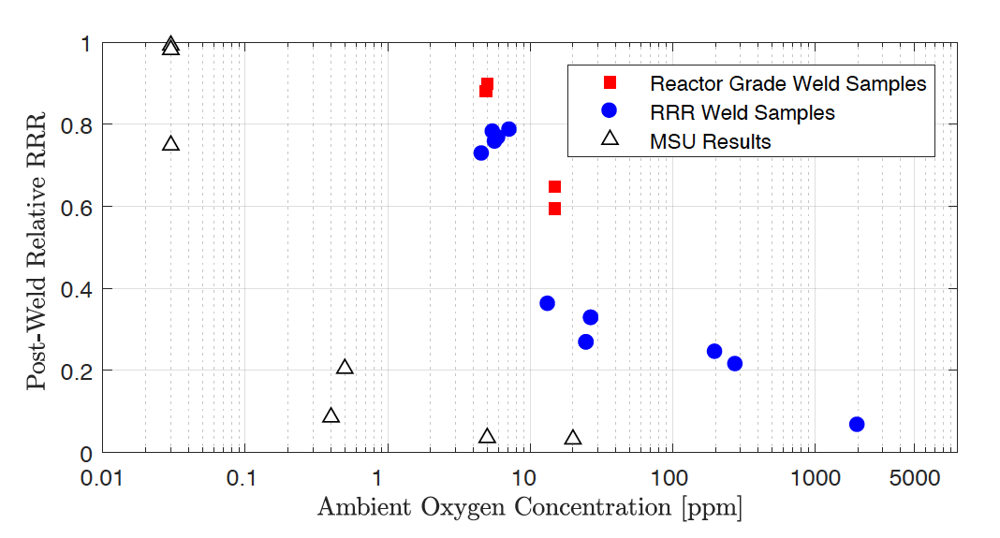 Reactor Grade Weld Samples
RRR Weld Samples
MSU Results
Post-Weld Relative RRR
1
0.8
0.6
0.4
0.2
0
0.01 0.1 1 10 100 1000 5000
Ambient Oxygen Concentration [ppm]